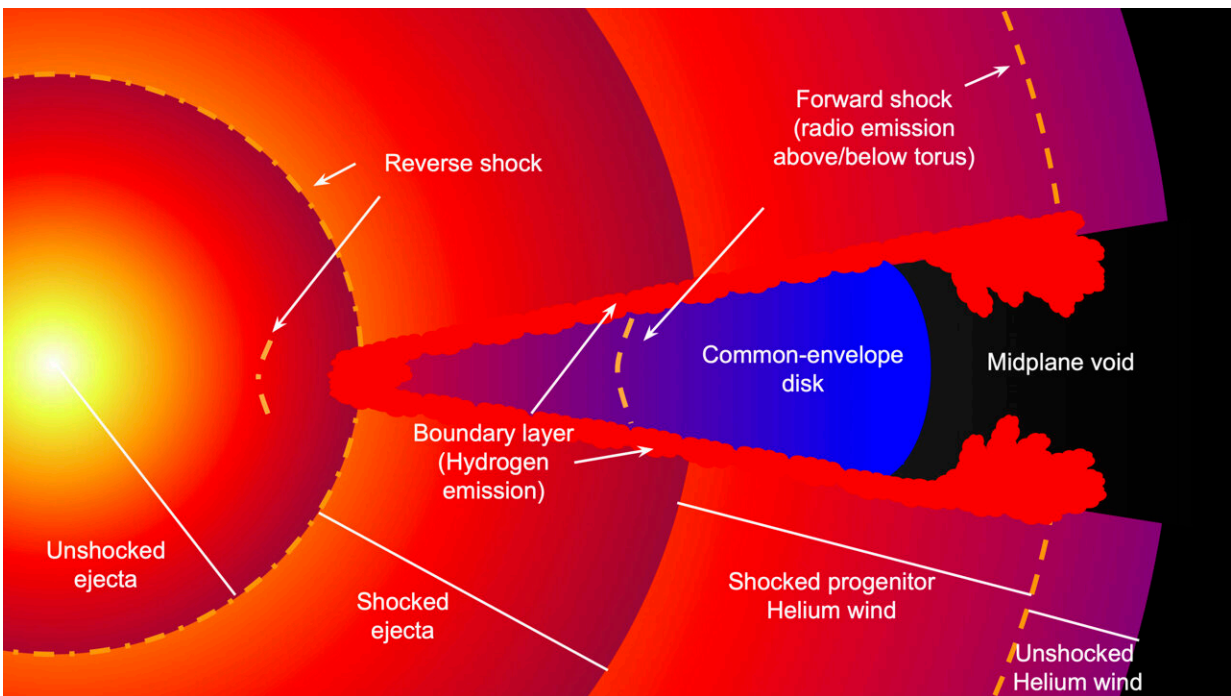 Forward shock
(radio emission
above/below torus)
Reverse shock
Common-envelope
disk
Midplane void
Boundary layer
(Hydrogen
emission)
Unshocked
ejecta
Shocked
ejecta
Shocked progenitor
Helium wind
Unshocked
Helium wind